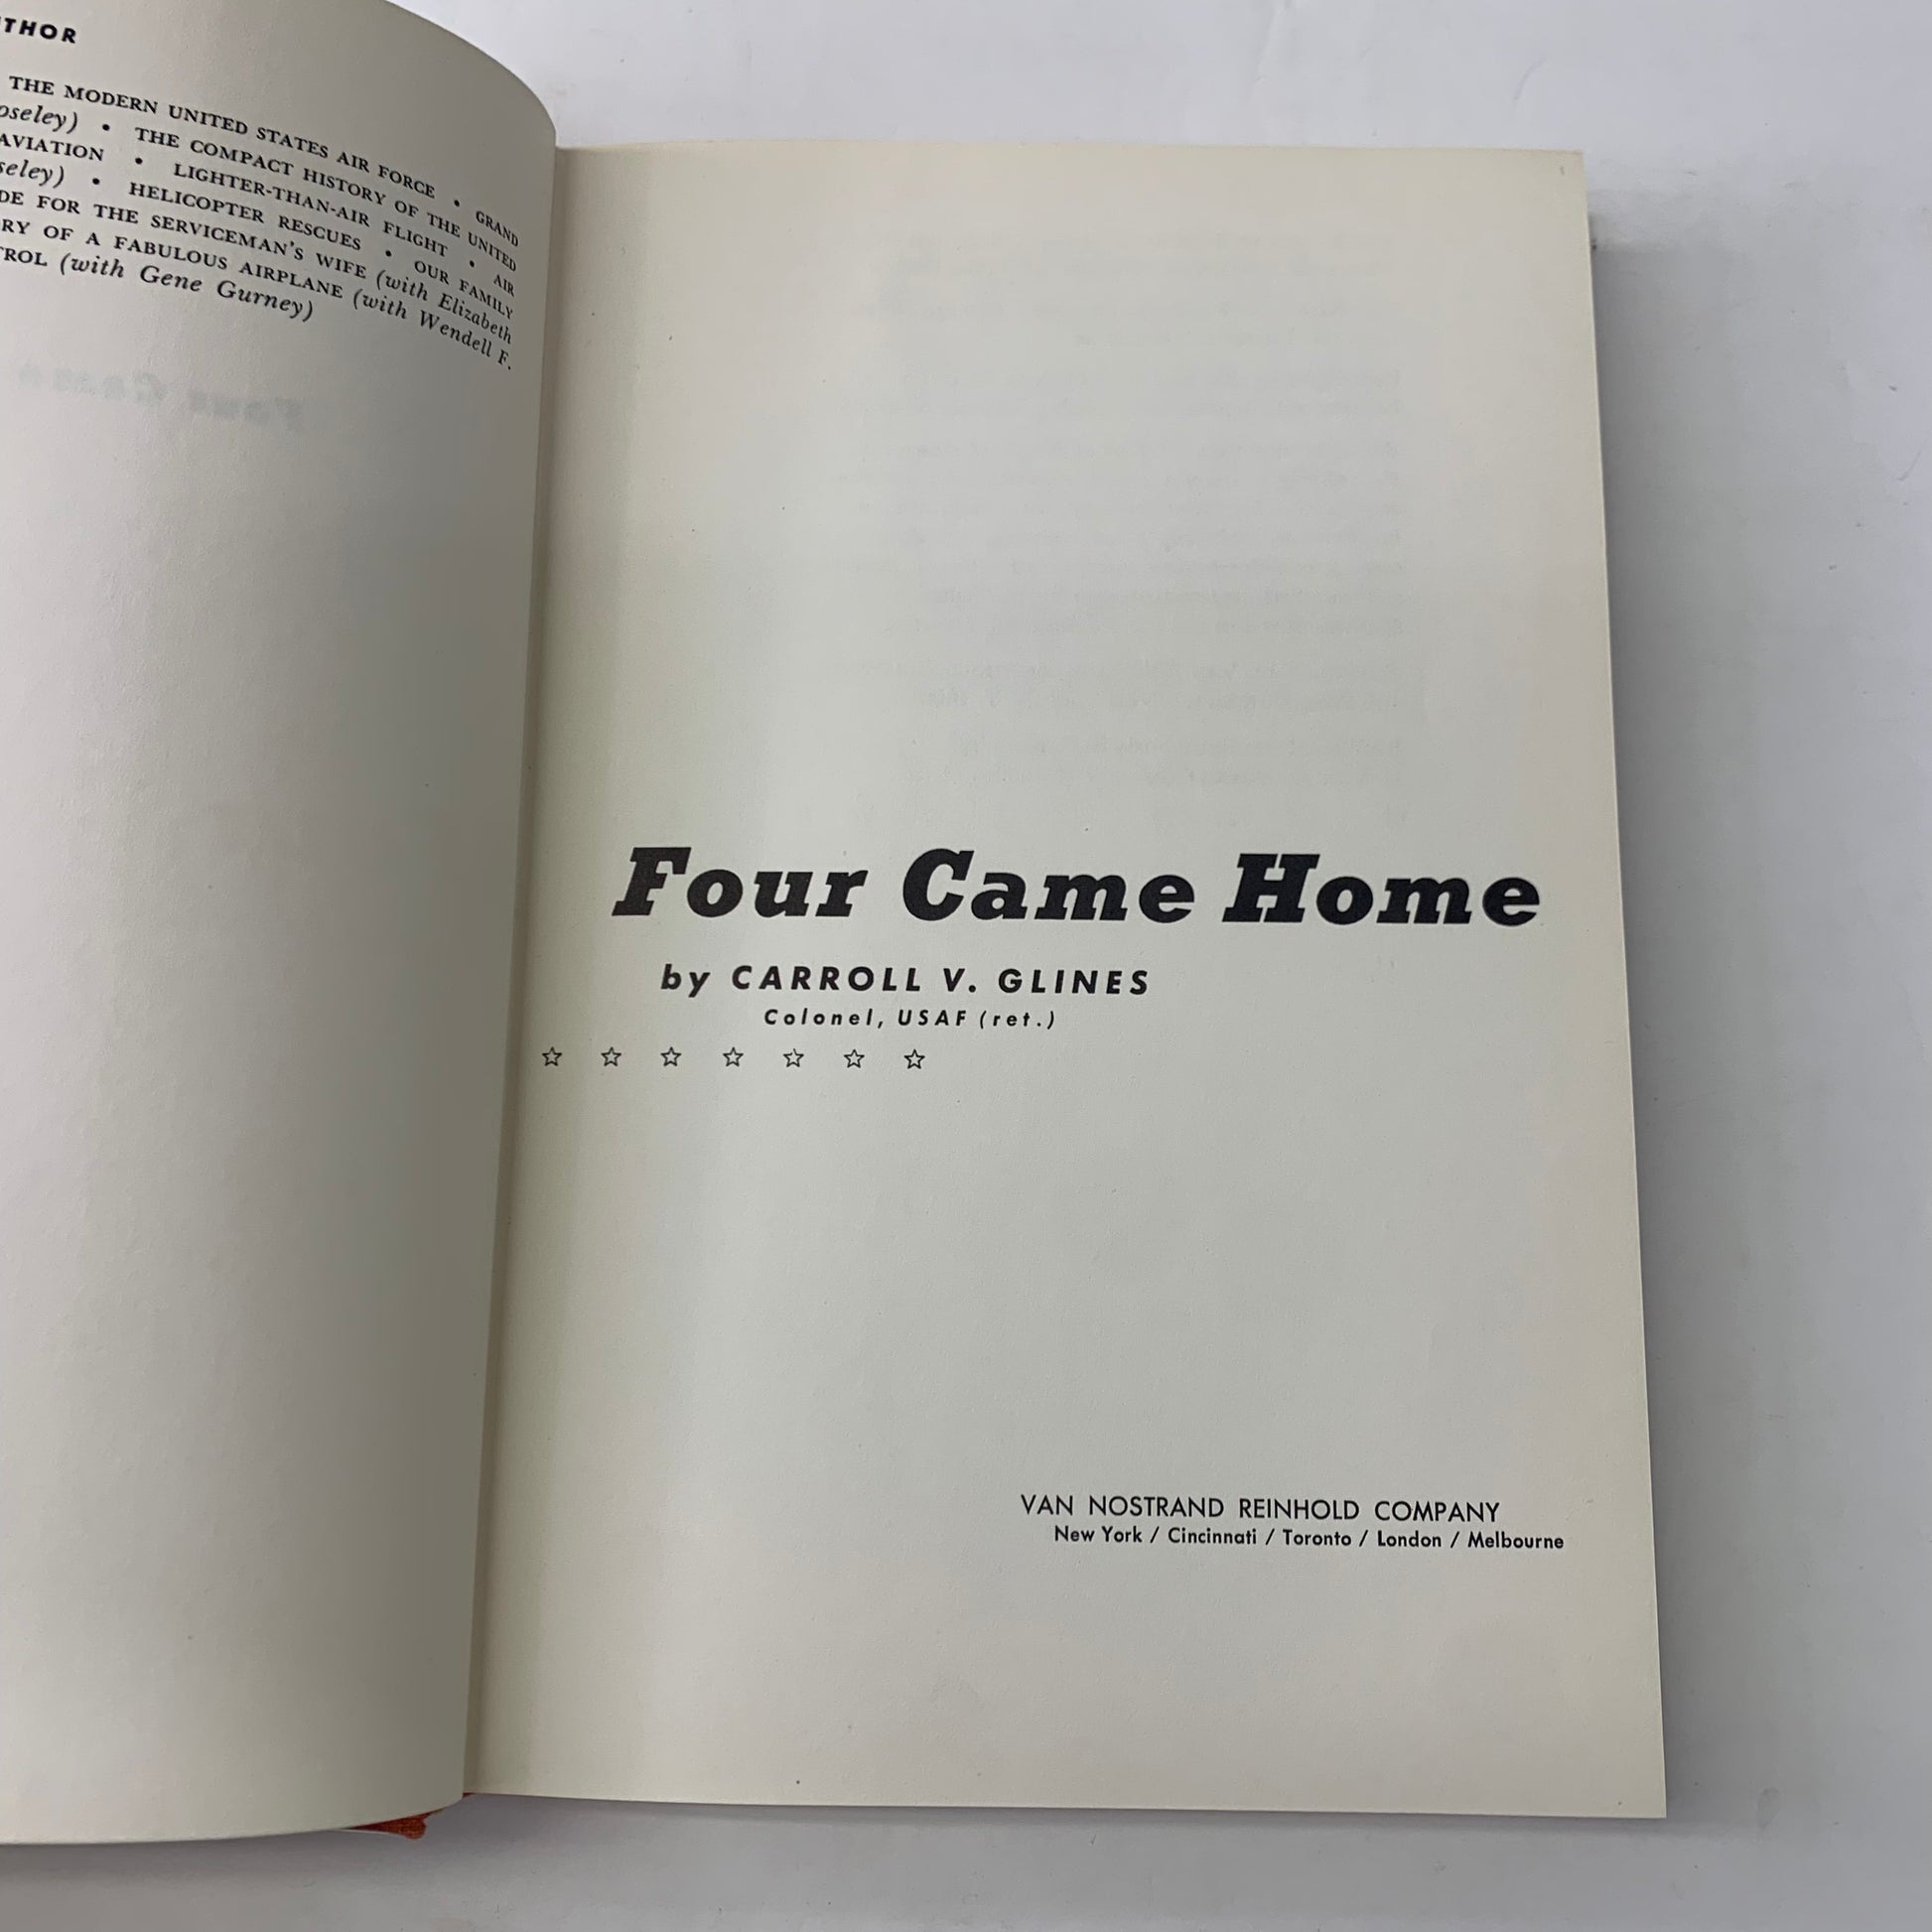 THOR
THE MODERN UNITED STATES AIR FORCE • GRAND
oseley) • THE COMPACT HISTORY OF THE UNITED
AVIATION • LIGHTER-THAN-AIR FLIGHT • AIR
seley) • HELICOPTER RESCUES • OUR FAMILY
DE FOR THE SERVICEMAN'S WIFE (with Elizabeth
RY OF A FABULOUS AIRPLANE (with Wendell F.
TROL (with Gene Gurney)
Four Came Home
by CARROLL V. GLINES
Colonel, USAF (ret.)
☆ ☆ ☆ ☆ ☆ ☆ ☆
VAN NOSTRAND REINHOLD COMPANY
New York / Cincinnati / Toronto / London / Melbourne